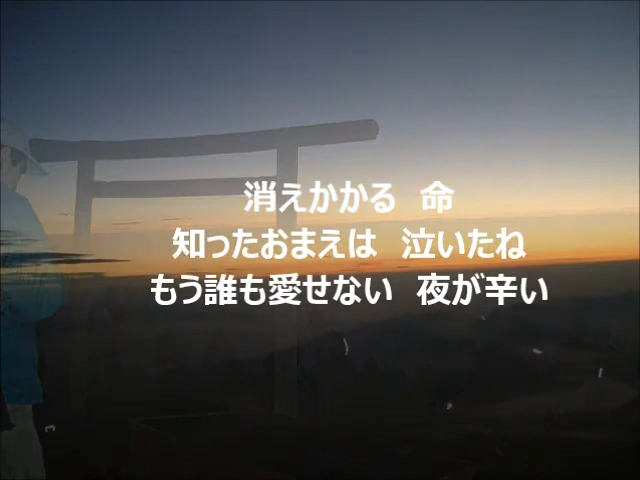 消えかかる　命
知ったおまえは　泣いたね
もう誰も愛せない　夜が辛い